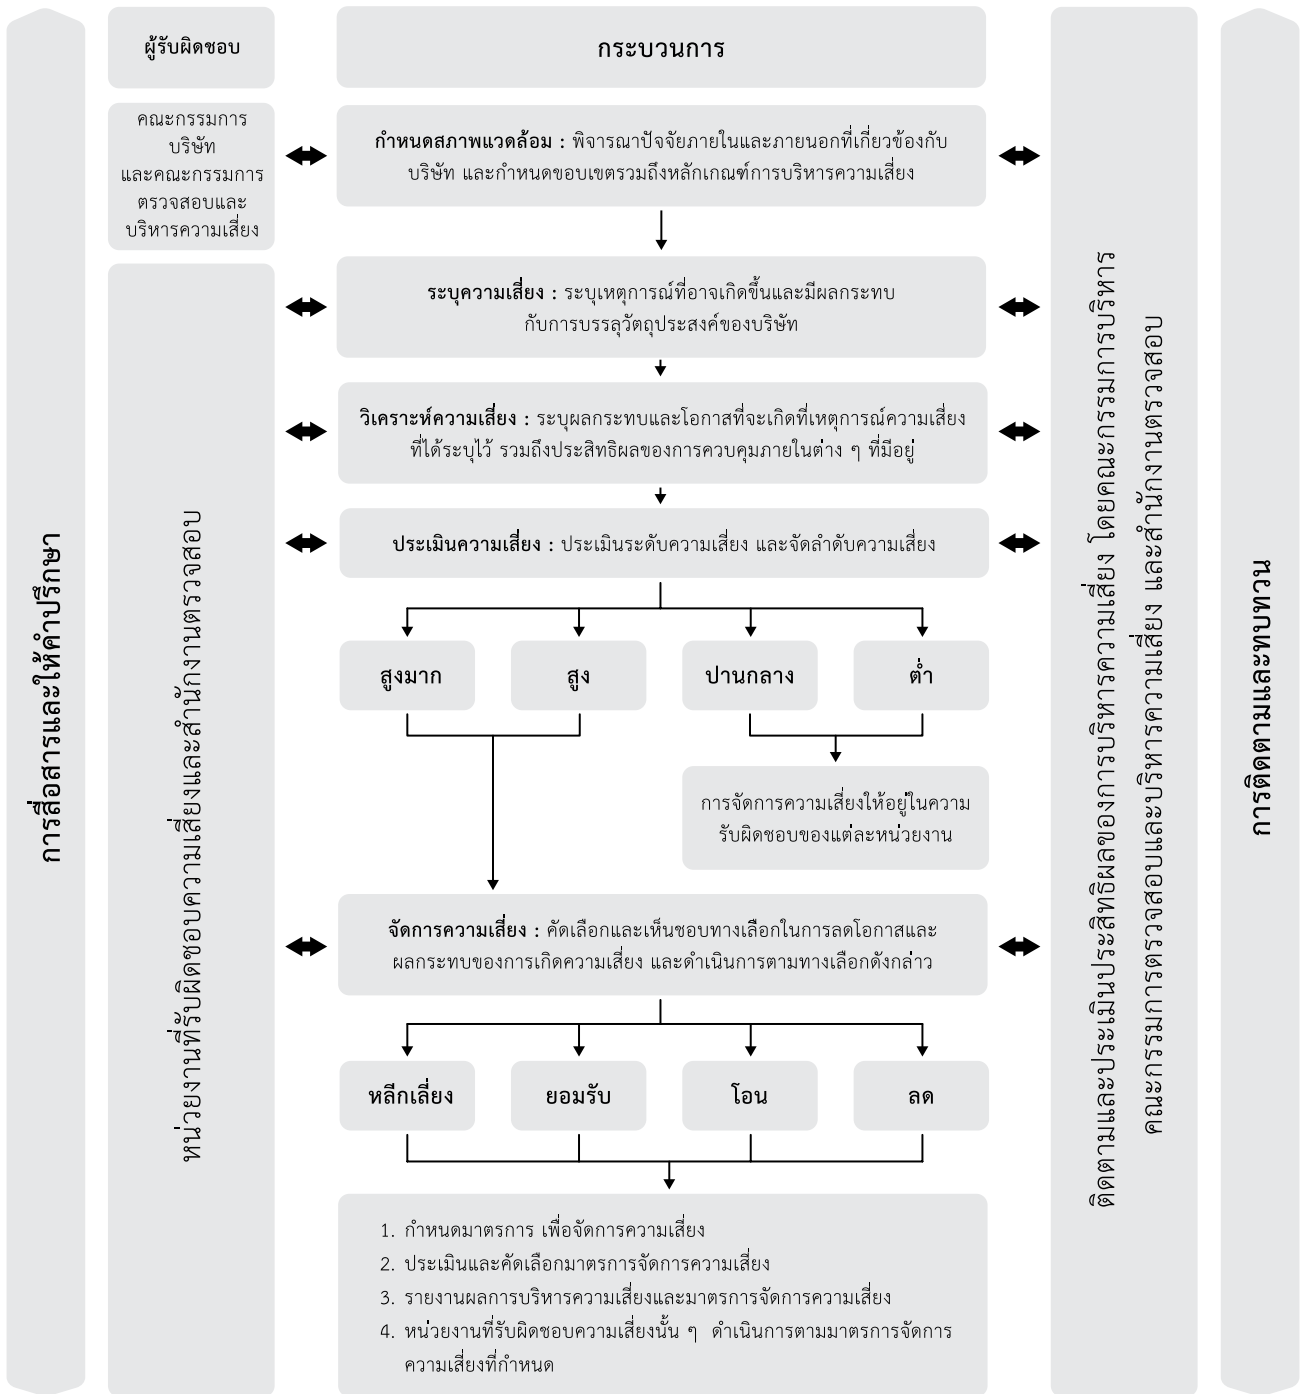 การสื่อสารและให้คำปรึกษา
ผู้รับผิดชอบ
คณะกรรมการ
บริษัท
และคณะกรรมการ
ตรวจสอบและ
บริหารความเสี่ยง
หน่วยงานที่รับผิดชอบความเสี่ยงและสำนักงานตรวจสอบ
กระบวนการ
กำหนดสภาพแวดล้อม : พิจารณาปัจจัยภายในและภายนอกที่เกี่ยวข้องกับ
บริษัท และกำหนดขอบเขตรวมถึงหลักเกณฑ์การบริหารความเสี่ยง
ระบุความเสี่ยง : ระบุเหตุการณ์ที่อาจเกิดขึ้นและมีผลกระทบ
กับการบรรลุวัตถุประสงค์ของบริษัท
วิเคราะห์ความเสี่ยง : ระบุผลกระทบและโอกาสที่จะเกิดที่เหตุการณ์ความเสี่ยง
ที่ได้ระบุไว้ รวมถึงประสิทธิผลของการควบคุมภายในต่าง ๆ ที่มีอยู่
ประเมินความเสี่ยง : ประเมินระดับความเสี่ยง และจัดลำดับความเสี่ยง
สูงมาก
สูง
ปานกลาง
ต่ำ
การจัดการความเสี่ยงให้อยู่ในความ
รับผิดชอบของแต่ละหน่วยงาน
จัดการความเสี่ยง : คัดเลือกและเห็นชอบทางเลือกในการลดโอกาสและ
ผลกระทบของการเกิดความเสี่ยง และดำเนินการตามทางเลือกดังกล่าว
หลีกเลี่ยง
ยอมรับ
โอน
ลด
1. กำหนดมาตรการ เพื่อจัดการความเสี่ยง
2. ประเมินและคัดเลือกมาตรการจัดการความเสี่ยง
3. รายงานผลการบริหารความเสี่ยงและมาตรการจัดการความเสี่ยง
4. หน่วยงานที่รับผิดชอบความเสี่ยงนั้น ๆ ดำเนินการตามมาตรการจัดการ
ความเสี่ยงที่กำหนด
ติดตามและประเมินประสิทธิผลของการบริหารความเสี่ยง โดยคณะกรรมการบริหาร
คณะกรรมการตรวจสอบและบริหารความเสี่ยง และสำนักงานตรวจสอบ
การติดตามและทบทวน